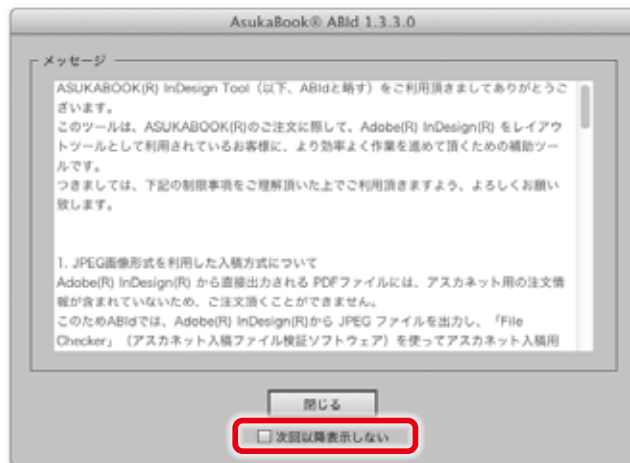 AsukaBook® ABId 1.3.3.0
メッセージ
ASUKABOOK(R) InDesign Tool（以下、ABIdと略す）をご利用頂きましてありがとうご
ざいます。
このツールは、ASUKABOOK(R)のご注文に際して、Adobe(R) InDesign(R) をレイアウ
トツールとして利用されているお客様に、より効率よく作業を進めて頂くための補助ツー
ルです。
つきましては、下記の制限事項をご理解頂いた上でご利用頂きますよう、よろしくお願い
致します。
1. JPEG画像形式を利用した入稿方式について
Adobe(R) InDesign(R) から直接出力される PDFファイルには、アスカネット用の注文情
報が含まれていないため、ご注文頂くことができません。
このためABIdでは、Adobe(R) InDesign(R)から JPEG ファイルを出力し、「File
Checker」（アスカネット入稿ファイル検証ソフトウェア）を使ってアスカネット入稿用
閉じる
次回以降表示しない